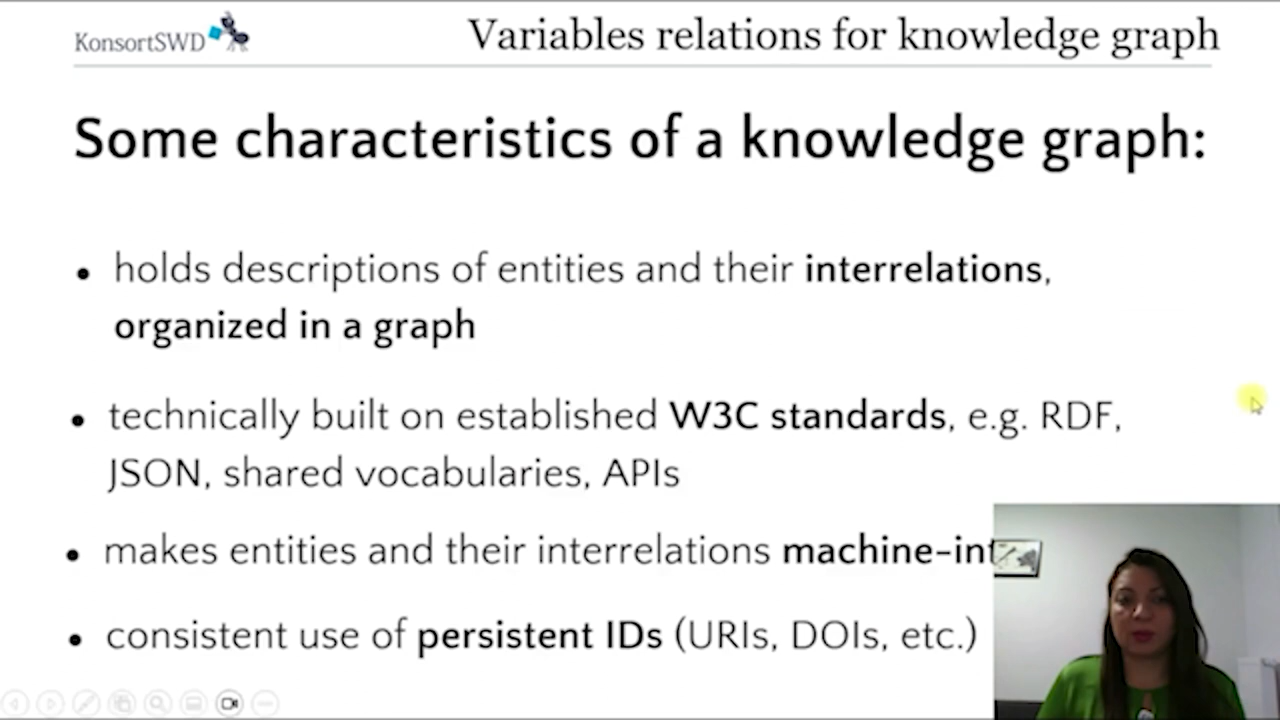 KonsortSWD
Variables relations for knowledge graph
Some characteristics of a knowledge graph:
• holds descriptions of entities and their interrelations,
organized in a graph
• technically built on established W3C standards, e.g. RDF,
JSON, shared vocabularies, APIs
• makes entities and their interrelations machine-int
• consistent use of persistent IDs (URIs, DOIs, etc.)